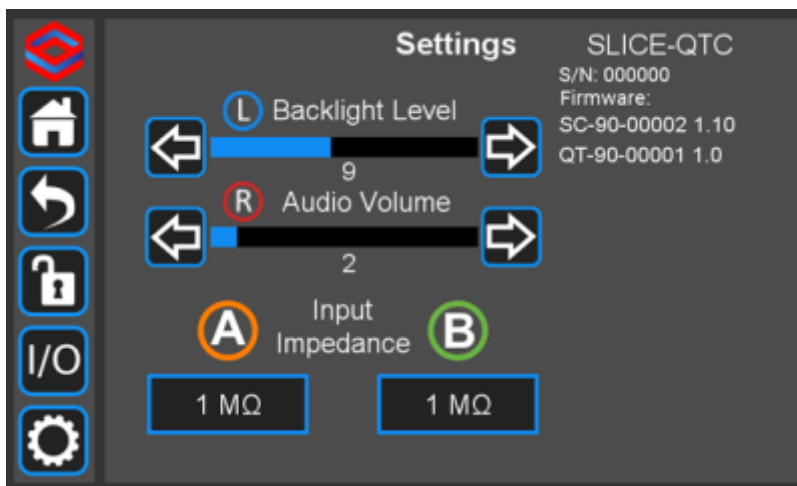 Settings
SLICE-QTC
S/N: 000000
Firmware:
SC-90-00002 1.10
QT-90-00001 1.0
L Backlight Level
9
R Audio Volume
2
A Input Impedance B
1 MΩ 1 MΩ
I/O